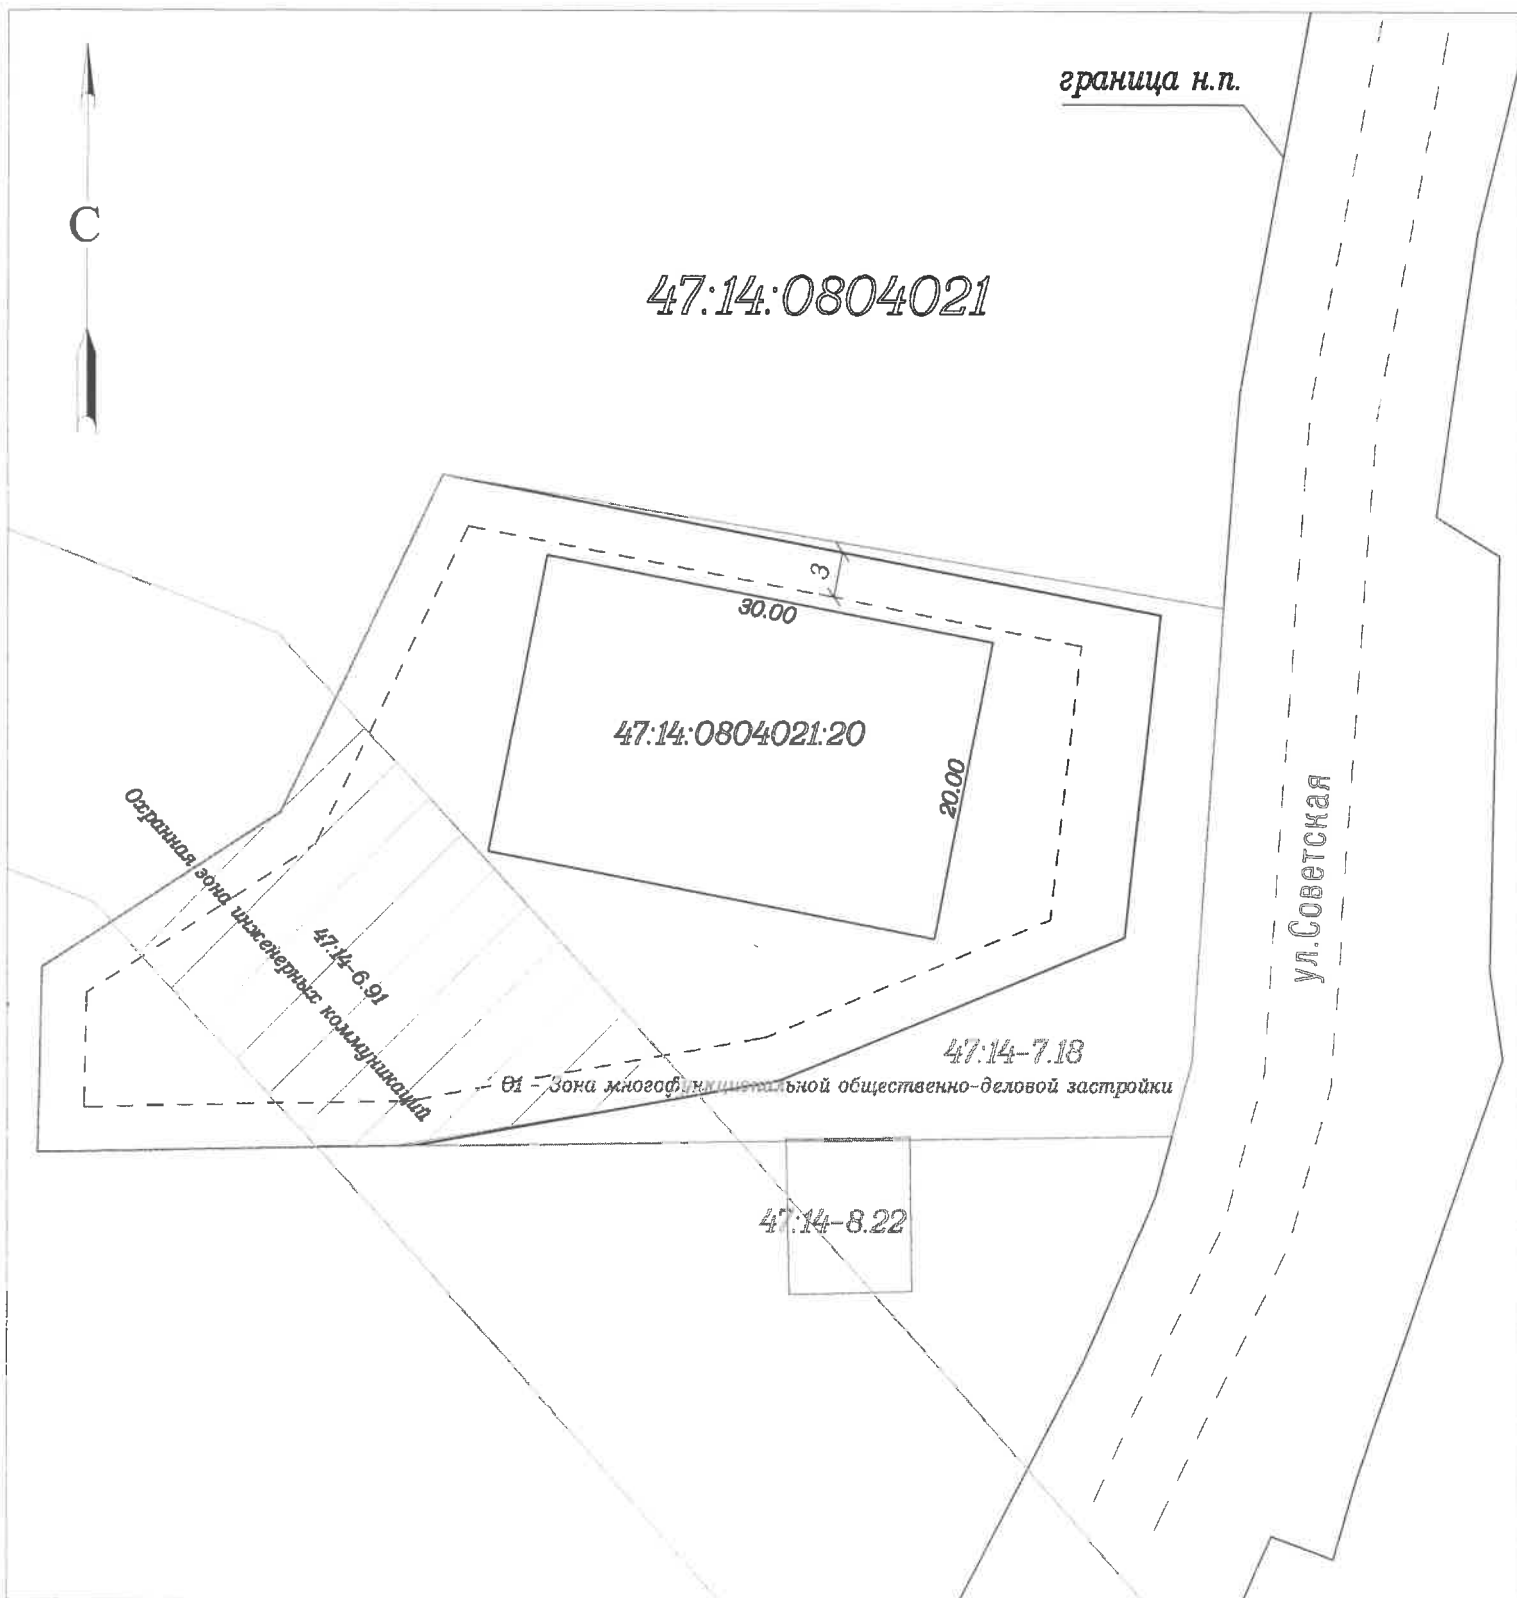 граница н.п.
С
47:14:0804021
3
30.00
47:14:0804021:20
20.00
ул.Советская
Охранная зона инженерных коммуникаций
47:14-6.91
47:14-7.18
01 - Зона многофункциональной общественно-деловой застройки
47:14-8.22